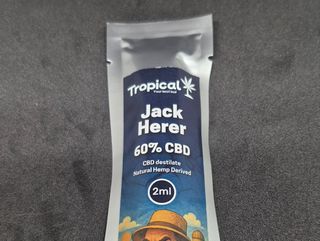 Tropical
Jack
Herer
60% CBD
CBD destilate
Natural Hemp Derived
2ml